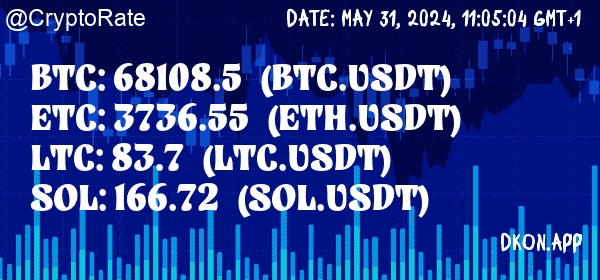 @CryptoRate
DATE: MAY 31, 2024, 11:05:04 GMT+1
BTC: 68108.5 (BTC.USDT)
ETC: 3736.55 (ETH.USDT)
LTC: 83.7 (LTC.USDT)
SOL: 166.72 (SOL.USDT)
DKON.APP